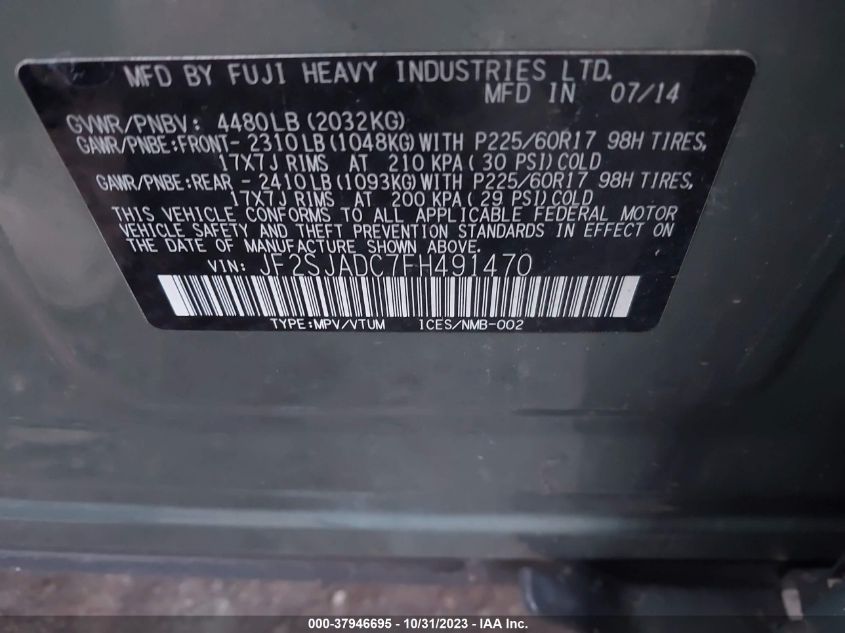 MFD BY FUJI HEAVY INDUSTRIES LTD.
MFD IN 07/14
GVWR/PNBV: 4480LB (2032KG)
GAWR/PNBE:FRONT- 2310LB (1048KG) WITH P225/60R17 98H TIRES,
17X7J RIMS AT 210 KPA (30 PSI) COLD
GAWR/PNBE:REAR - 2410LB (1093KG) WITH P225/60R17 98H TIRES,
17X7J RIMS AT 200 KPA (29 PSI) COLD
THIS VEHICLE CONFORMS TO ALL APPLICABLE FEDERAL MOTOR
VEHICLE SAFETY AND THEFT PREVENTION STANDARDS IN EFFECT ON
THE DATE OF MANUFACTURE SHOWN ABOVE.
VIN: JF2SJADC7FH491470
TYPE:MPV/VTUM ICES/NMB-002
000-37946695 - 10/31/2023 - © Copyright 2023 - IAA, Inc.